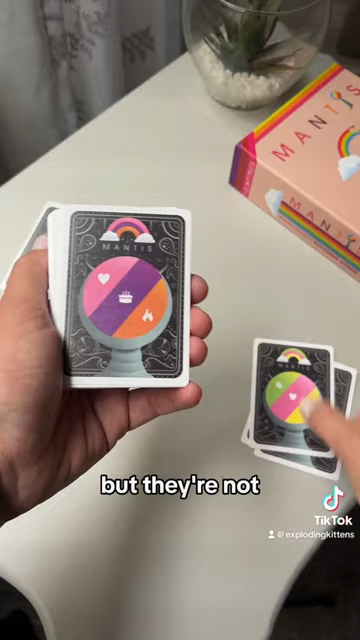 MANTIS
MANTIS
MANTIS
MANTIS
but they're not
TikTok
@explodingkittens